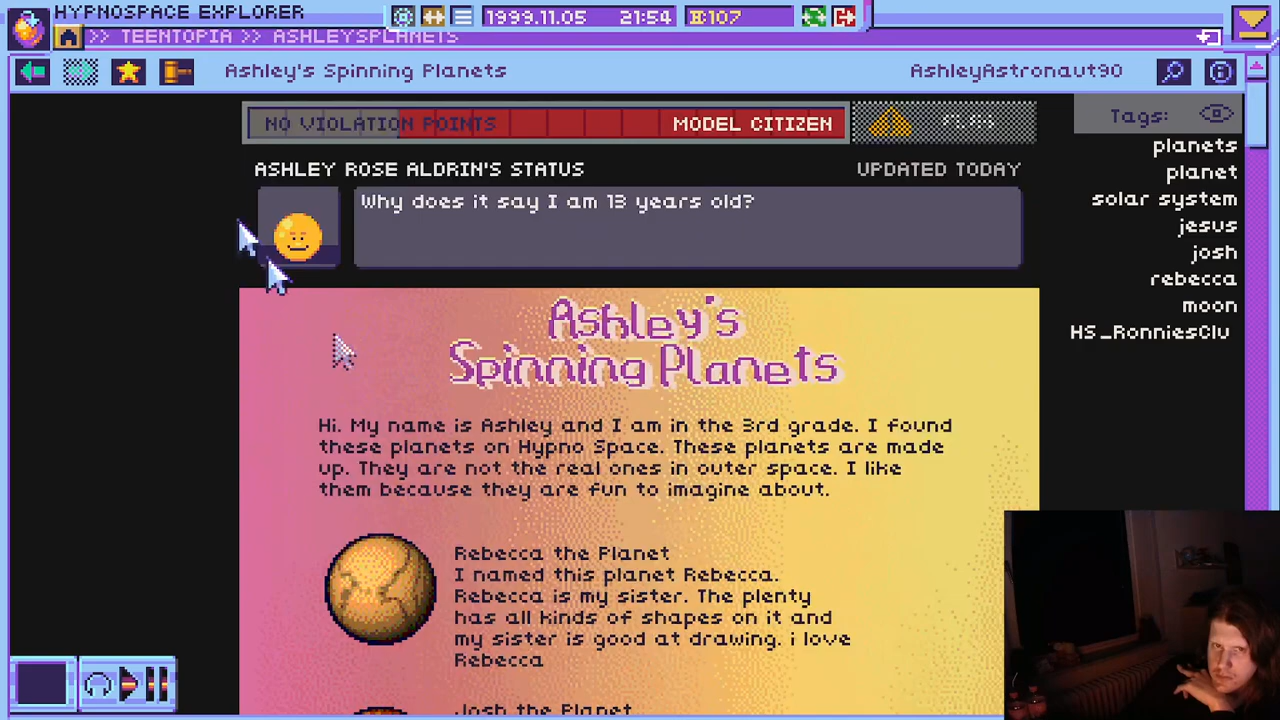 HYPNOSPACE EXPLORER
1999.11.05 21:54 107
>> TEENTOPIA >> ASHLEYSPLANETS
Ashley's Spinning Planets
AshleyAstronaut90
NO VIOLATION POINTS
MODEL CITIZEN
Tags:
planets
planet
solar system
jesus
josh
rebecca
moon
HS_RonniesClu
ASHLEY ROSE ALDRIN'S STATUS
UPDATED TODAY
Why does it say I am 13 years old?
Ashley's
Spinning Planets
Hi. My name is Ashley and I am in the 3rd grade. I found
these planets on Hypno Space. These planets are made
up. They are not the real ones in outer space. I like
them because they are fun to imagine about.
Rebecca the Planet
I named this planet Rebecca.
Rebecca is my sister. The plenty
has all kinds of shapes on it and
my sister is good at drawing. i love
Rebecca
Josh the Planet